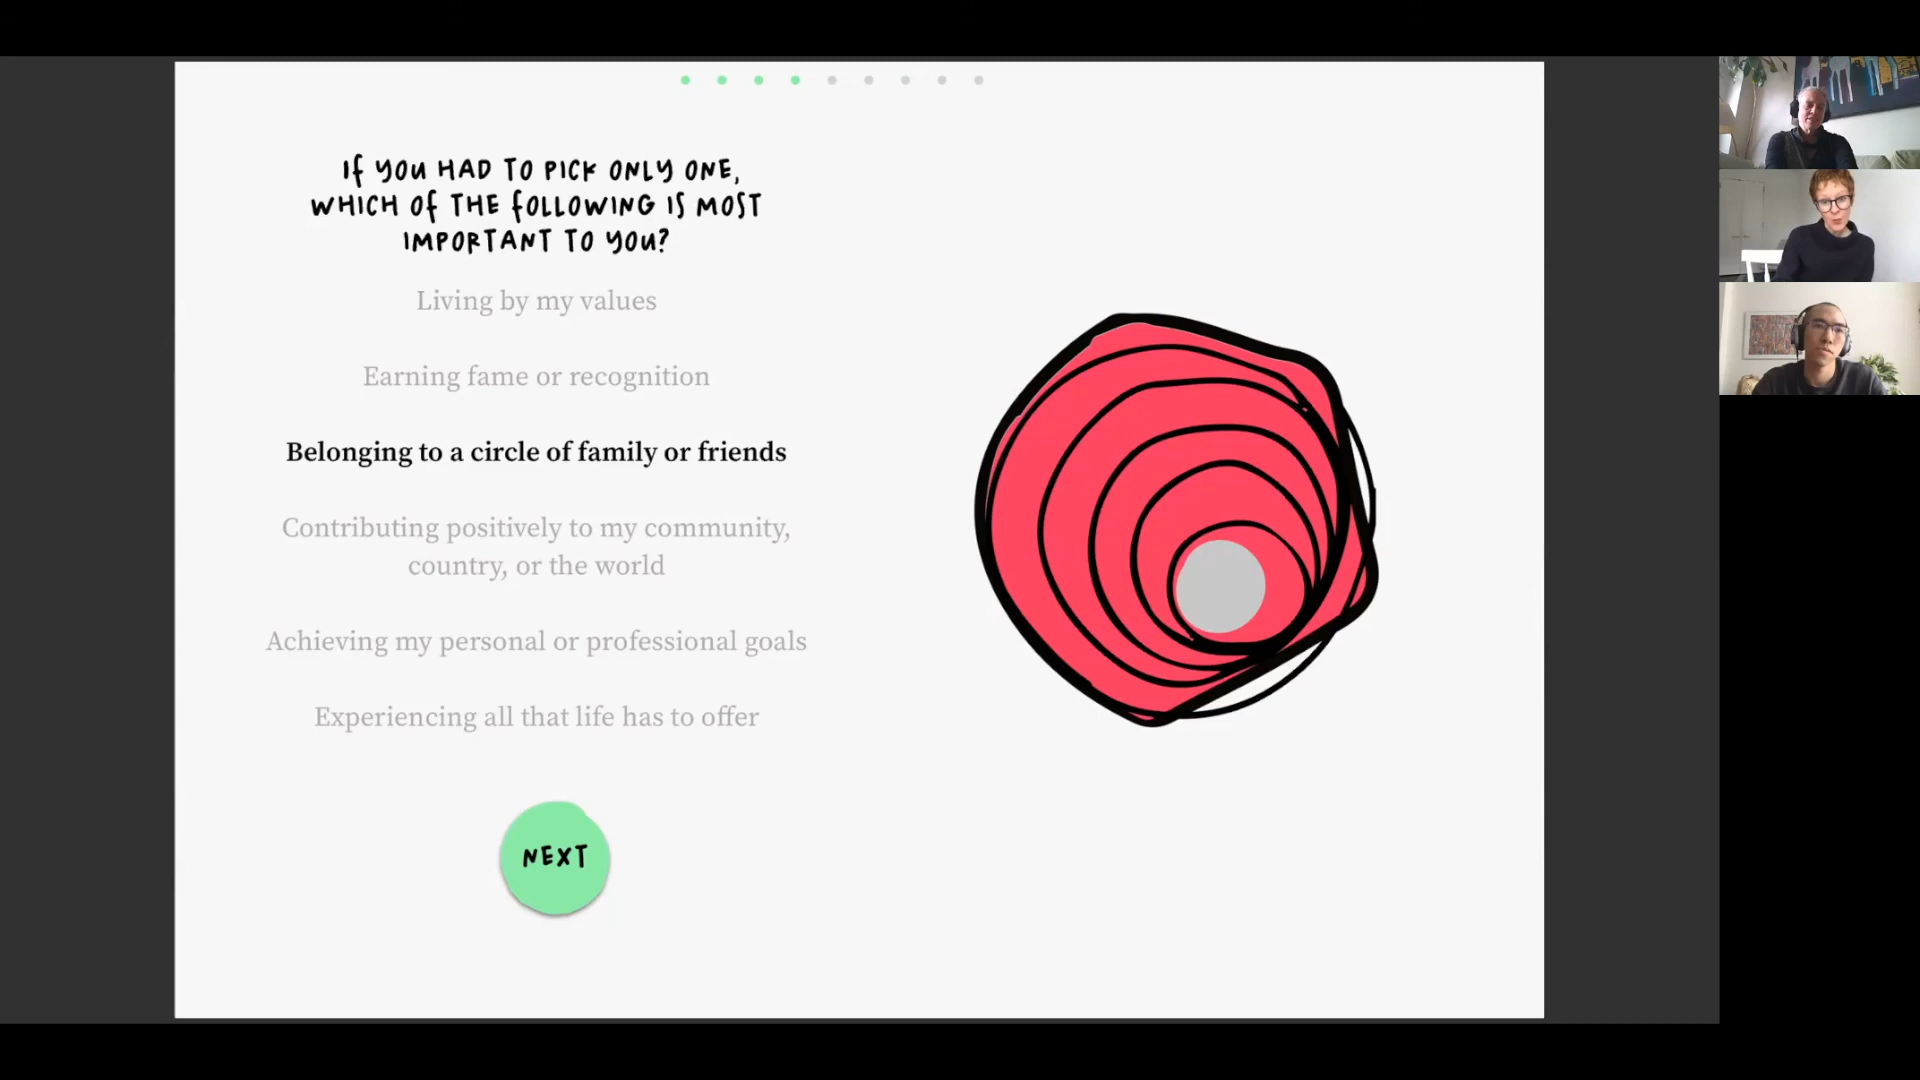 If you had to pick only one,
which of the following is most
important to you?
Living by my values
Earning fame or recognition
Belonging to a circle of family or friends
Contributing positively to my community,
country, or the world
Achieving my personal or professional goals
Experiencing all that life has to offer
NEXT